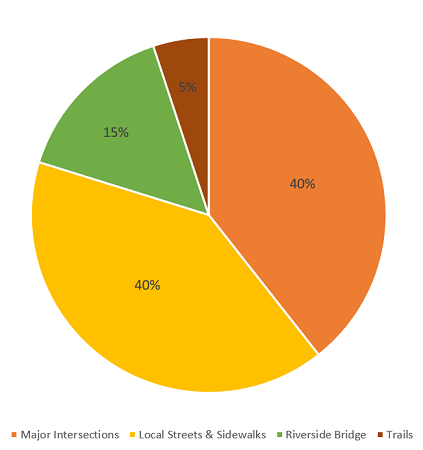 5%
15%
40%
40%
Major Intersections Local Streets & Sidewalks Riverside Bridge Trails